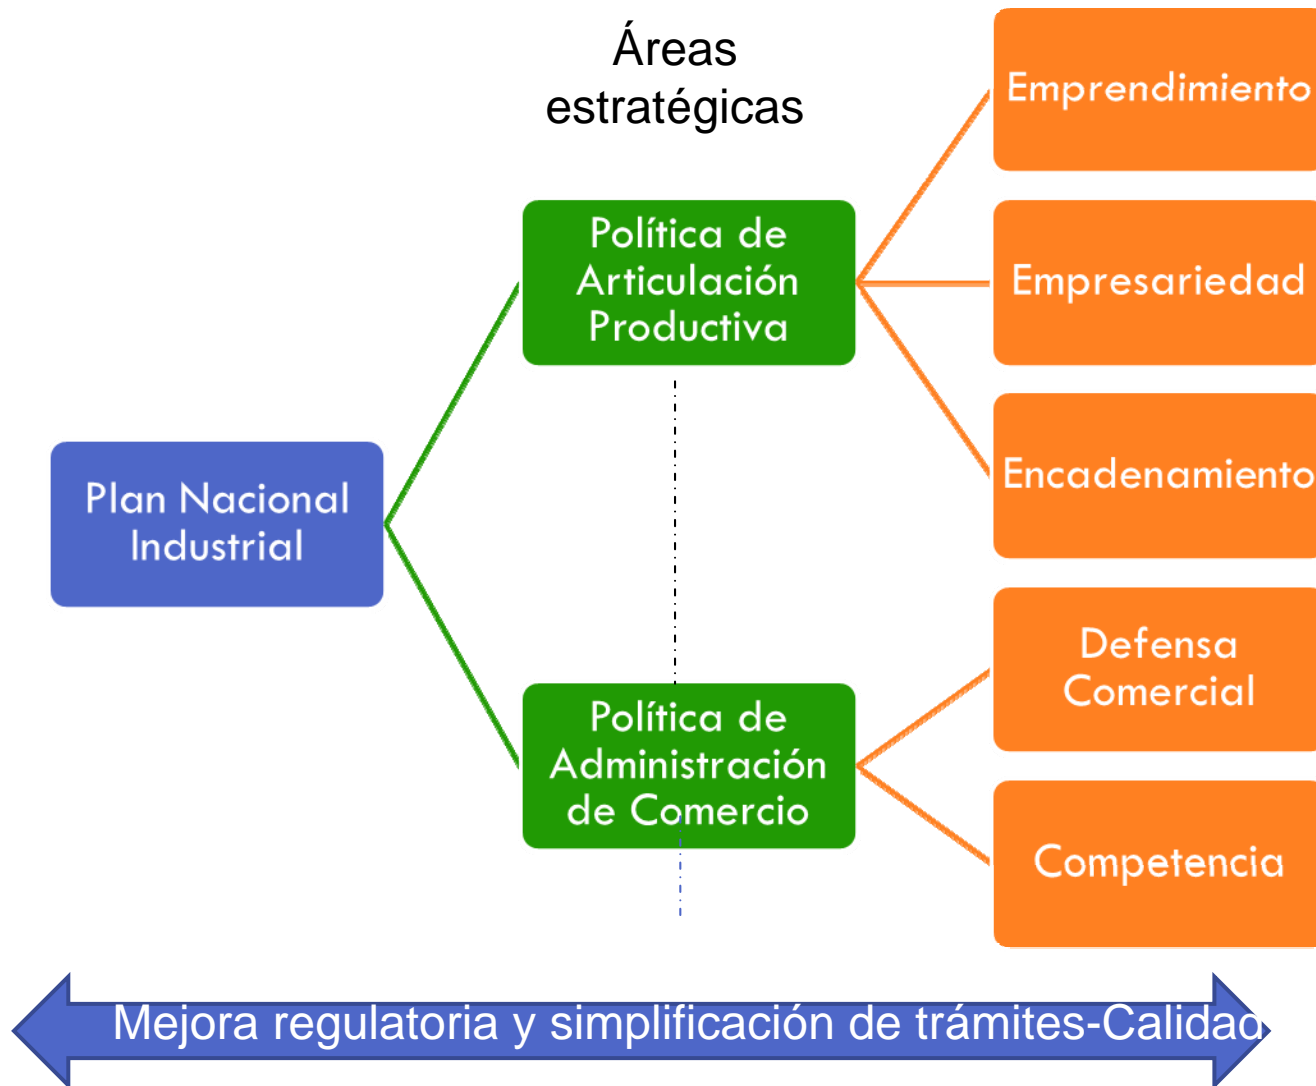 Áreas
estratégicas
Emprendimiento
Política de
Articulación
Productiva
Empresariedad
Encadenamiento
Plan Nacional
Industrial
Defensa
Comercial
Política de
Administración
de Comercio
Competencia
Mejora regulatoria y simplificación de trámites-Calidad